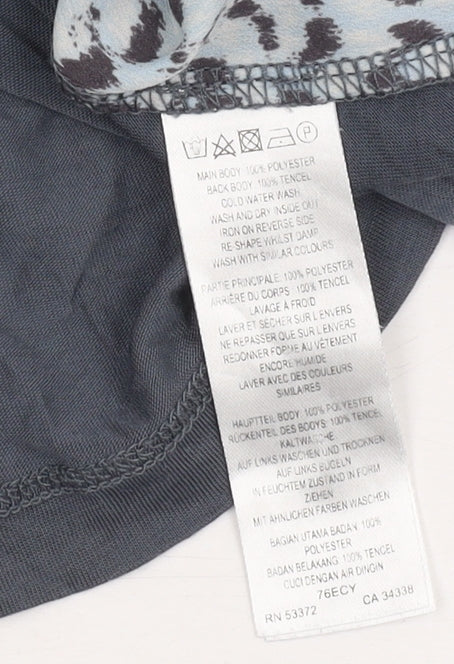 P
MAIN BODY: 100% POLYESTER
BACK BODY: 100% TENCEL
COLD WATER WASH
WASH AND DRY INSIDE OUT
IRON ON REVERSE SIDE
RE-SHAPE WHILST DAMP
WASH WITH SIMILAR COLOURS
PARTIE PRINCIPALE: 100% POLYESTER
ARRIÈRE DU CORPS: 100% TENCEL
LAVAGE À FROID
LAVER ET SÉCHER SUR L'ENVERS
NE REPASSER QUE SUR L'ENVERS
REDONNER FORME AU VÊTEMENT
ENCORE HUMIDE
LAVER AVEC DES COULEURS
SIMILAIRES
HAUPTTEIL BODY: 100% POLYESTER
RÜCKENTEIL DES BODYS: 100% TENCEL
KALTWÄSCHE
AUF LINKS WASCHEN UND TROCKNEN
AUF LINKS BÜGELN
IN FEUCHTEM ZUSTAND IN FORM
ZIEHEN
MIT ÄHNLICHEN FARBEN WASCHEN
BAGIAN UTAMA BADAN: 100%
POLYESTER
BADAN BELAKANG: 100% TENCEL
CUCI DENGAN AIR DINGIN
76ECY
RN 53372 CA 34338